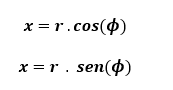 x = r . cos(ϕ)
x = r . sen(ϕ)